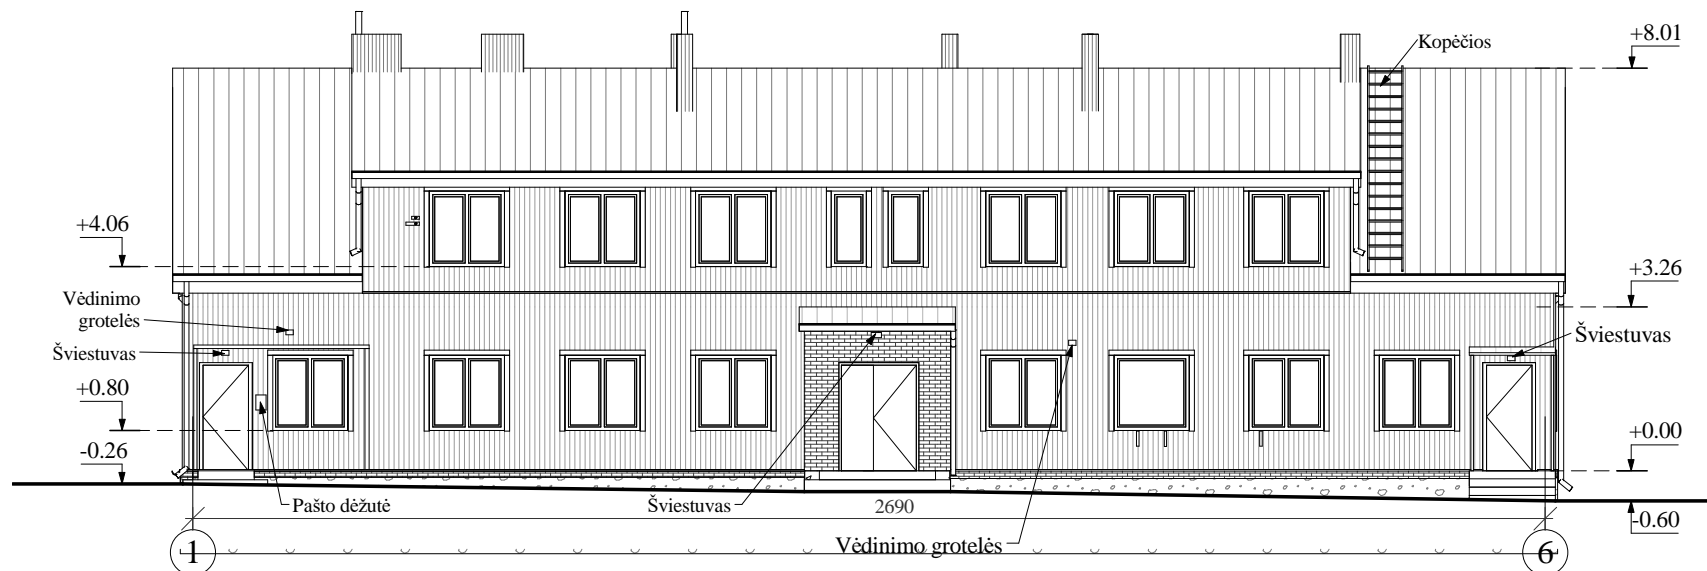 +8.01
Kopėčios
+4.06
+3.26
Vėdinimo
grotelės
Šviestuvas
Šviestuvas
+0.80
-0.26
+0.00
Pašto dėžutė
Šviestuvas
2690
-0.60
Vėdinimo grotelės
1
6